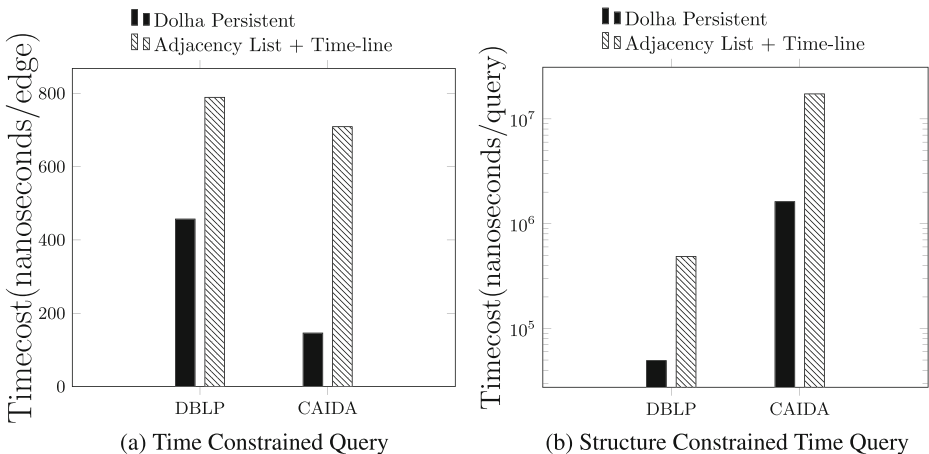 Dolha Persistent
Adjacency List + Time-line
Timecost(nanoseconds/edge)
800
600
400
200
0
DBLP CAIDA
(a) Time Constrained Query
Dolha Persistent
Adjacency List + Time-line
Timecost(nanoseconds/query)
10^7
10^6
10^5
DBLP CAIDA
(b) Structure Constrained Time Query